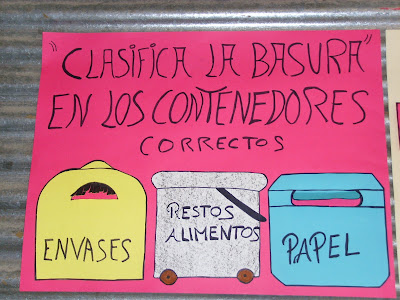 "CLASIFICA LA BASURA"
EN LOS CONTENEDORES
CORRECTOS
ENVASES
RESTOS
ALIMENTOS
PAPEL